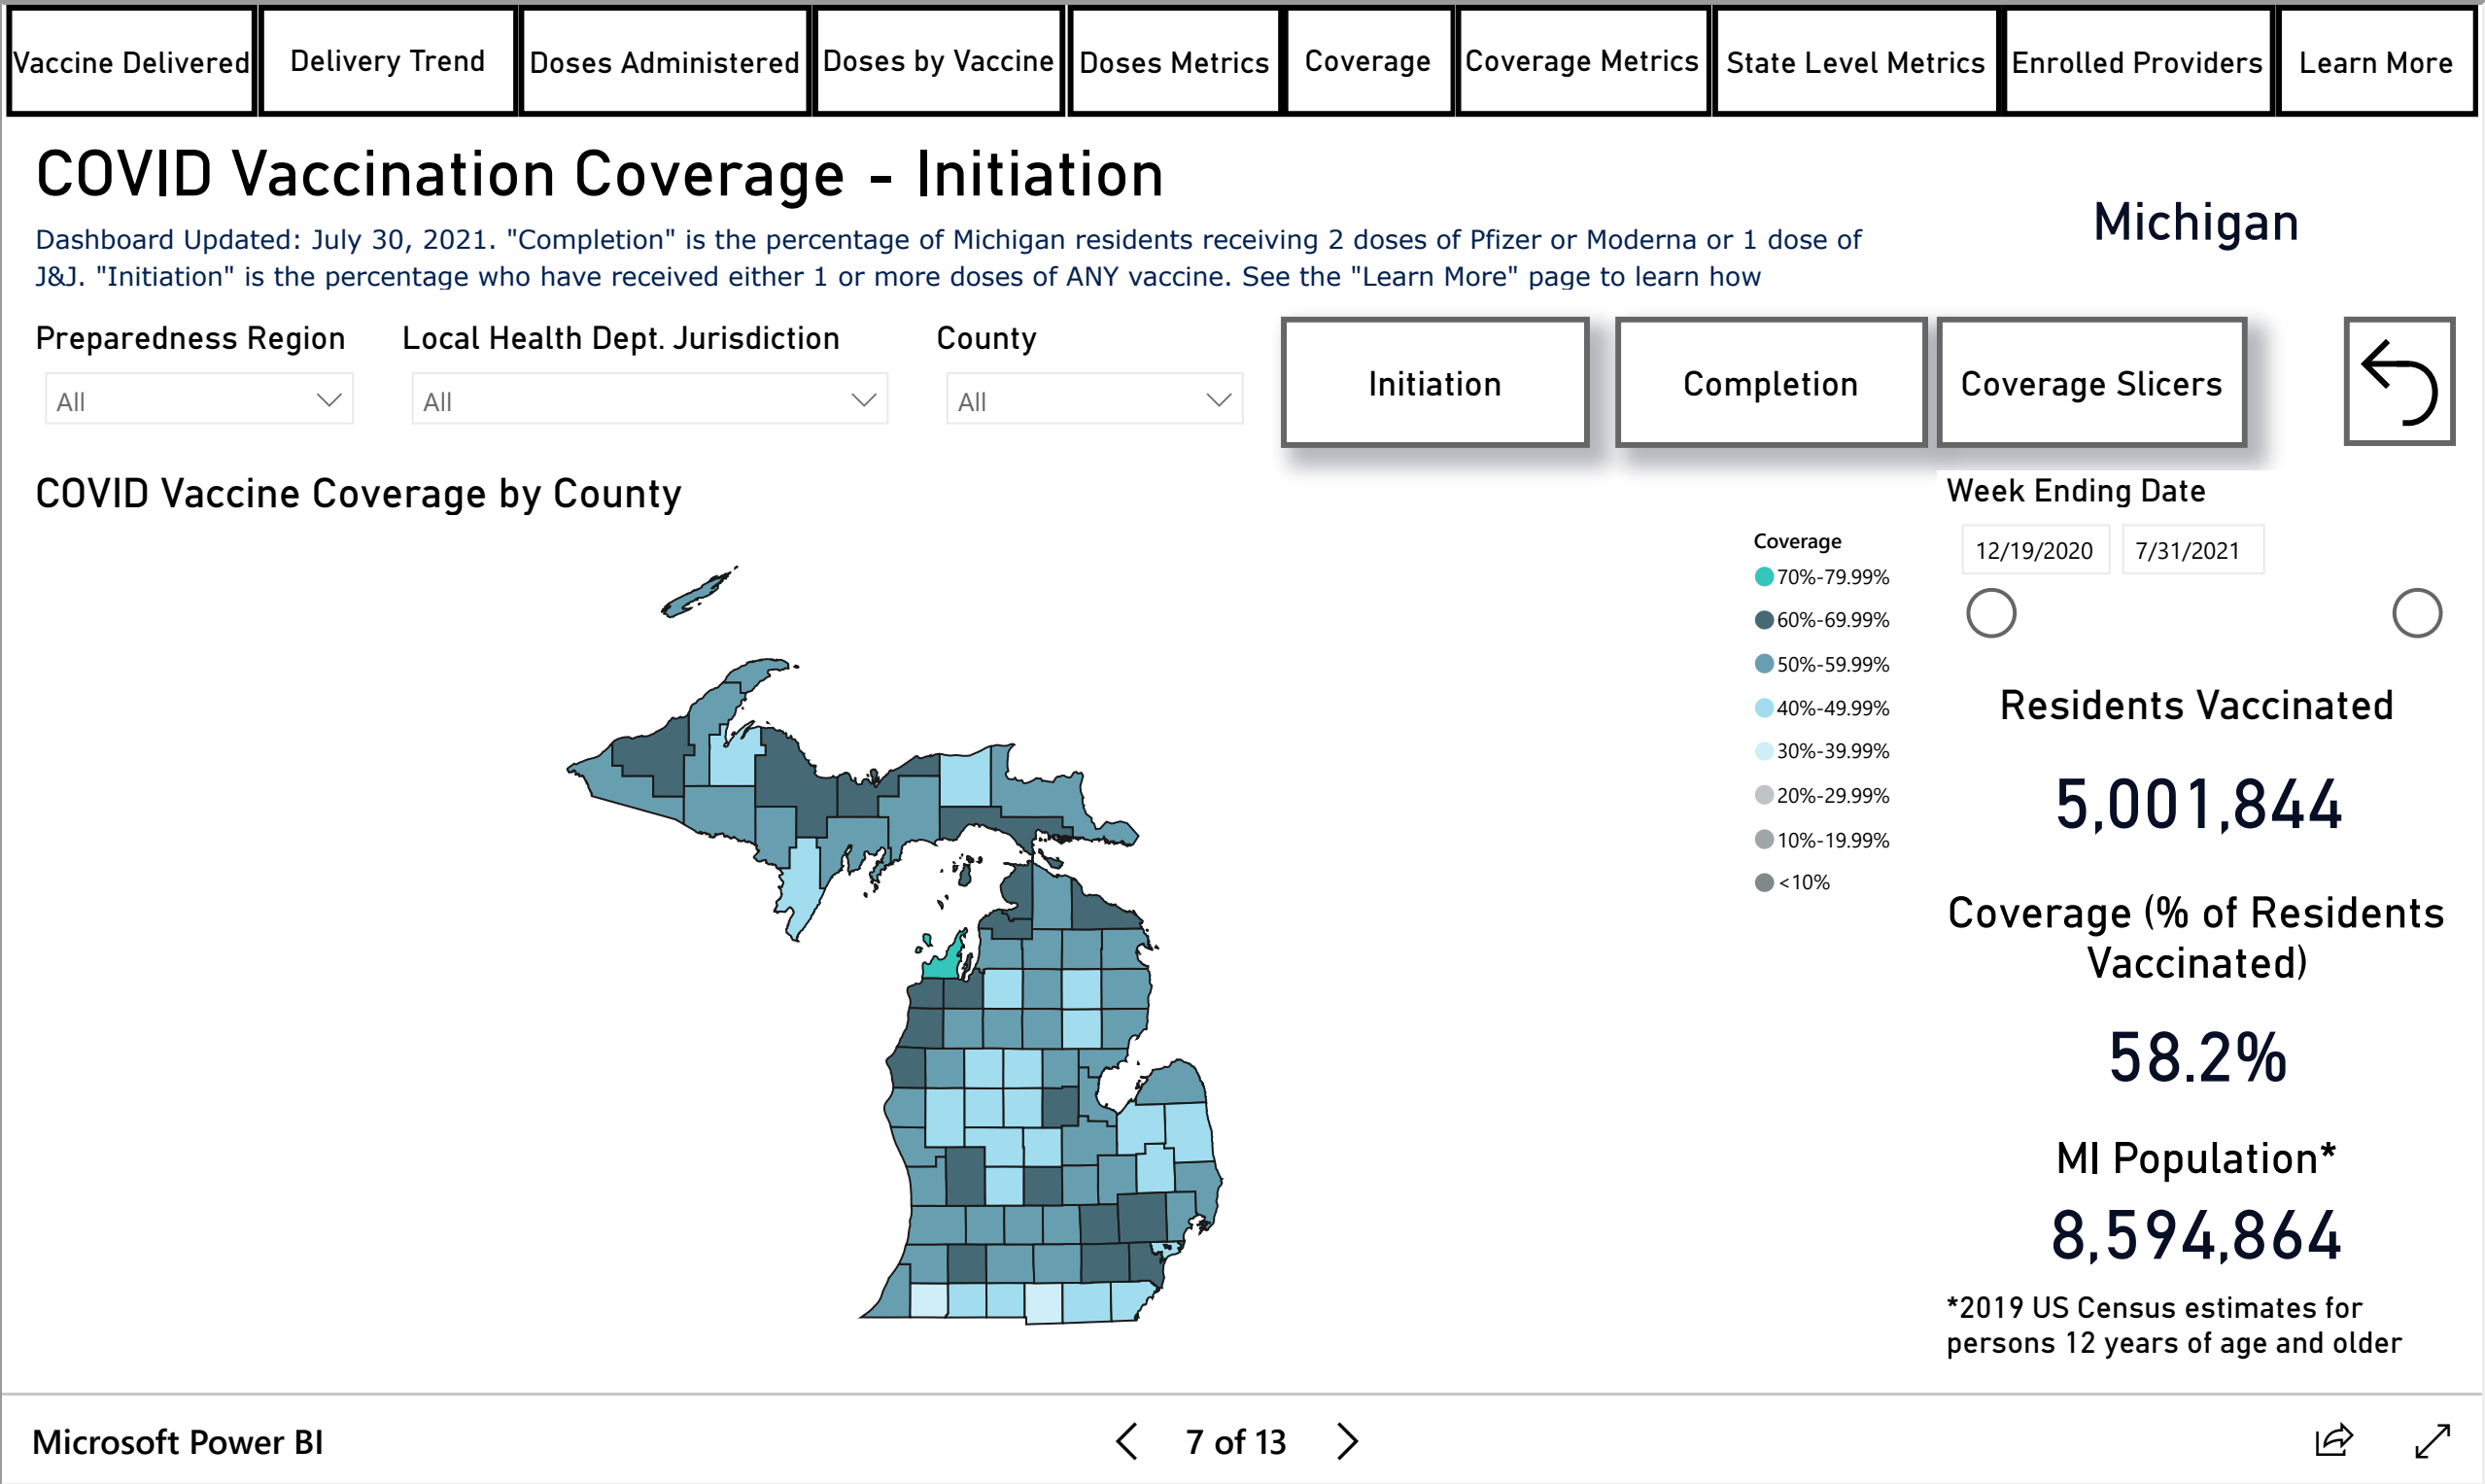 Vaccine Delivered
Delivery Trend
Doses Administered
Doses by Vaccine
Doses Metrics
Coverage
Coverage Metrics
State Level Metrics
Enrolled Providers
Learn More
COVID Vaccination Coverage - Initiation
Michigan
Dashboard Updated: July 30, 2021. "Completion" is the percentage of Michigan residents receiving 2 doses of Pfizer or Moderna or 1 dose of
J&J. "Initiation" is the percentage who have received either 1 or more doses of ANY vaccine. See the "Learn More" page to learn how
Preparedness Region
All
Local Health Dept. Jurisdiction
All
County
All
Initiation
Completion
Coverage Slicers
COVID Vaccine Coverage by County
Coverage
70%-79.99%
60%-69.99%
50%-59.99%
40%-49.99%
30%-39.99%
20%-29.99%
10%-19.99%
<10%
Week Ending Date
12/19/2020
7/31/2021
Residents Vaccinated
5,001,844
Coverage (% of Residents
Vaccinated)
58.2%
MI Population*
8,594,864
*2019 US Census estimates for
persons 12 years of age and older
Microsoft Power BI
7 of 13